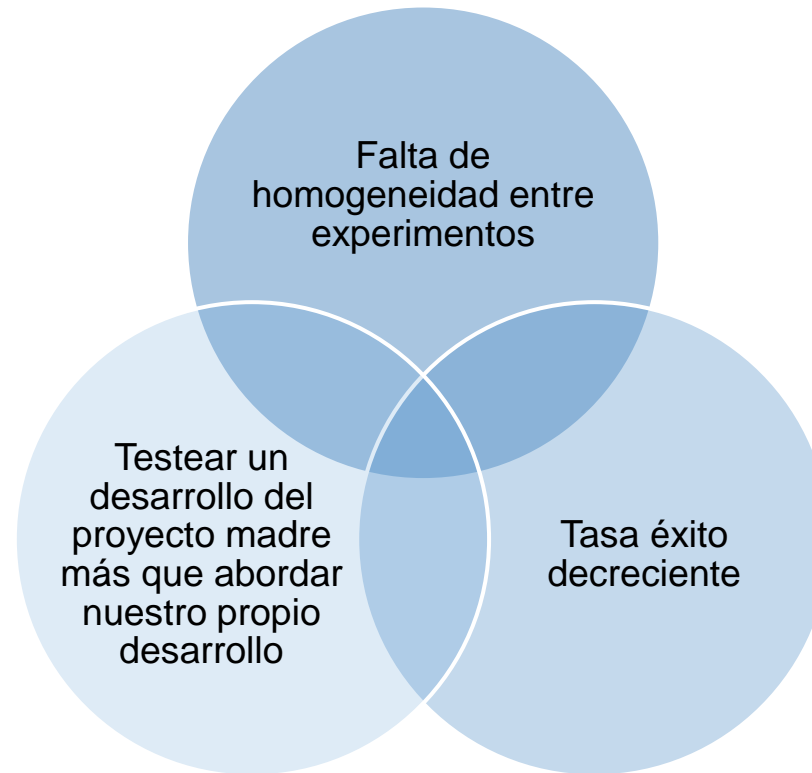 Falta de
homogeneidad entre
experimentos
Testear un
desarrollo del
proyecto madre
más que abordar
nuestro propio
desarrollo
Tasa éxito
decreciente